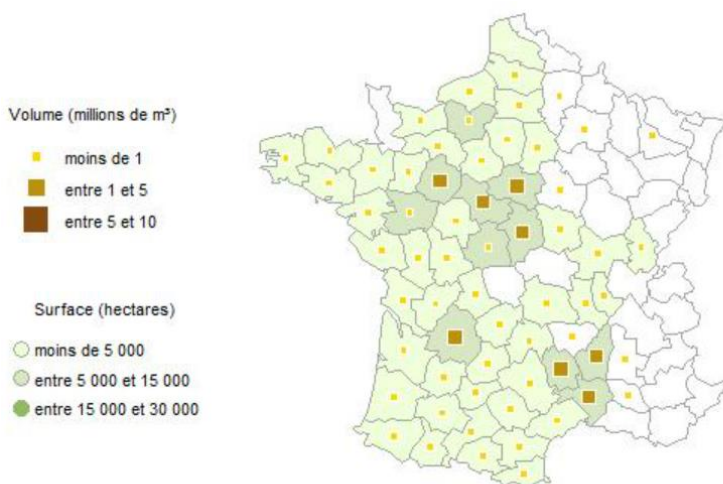 Volume (millions de m³)
moins de 1
entre 1 et 5
entre 5 et 10
Surface (hectares)
moins de 5 000
entre 5 000 et 15 000
entre 15 000 et 30 000